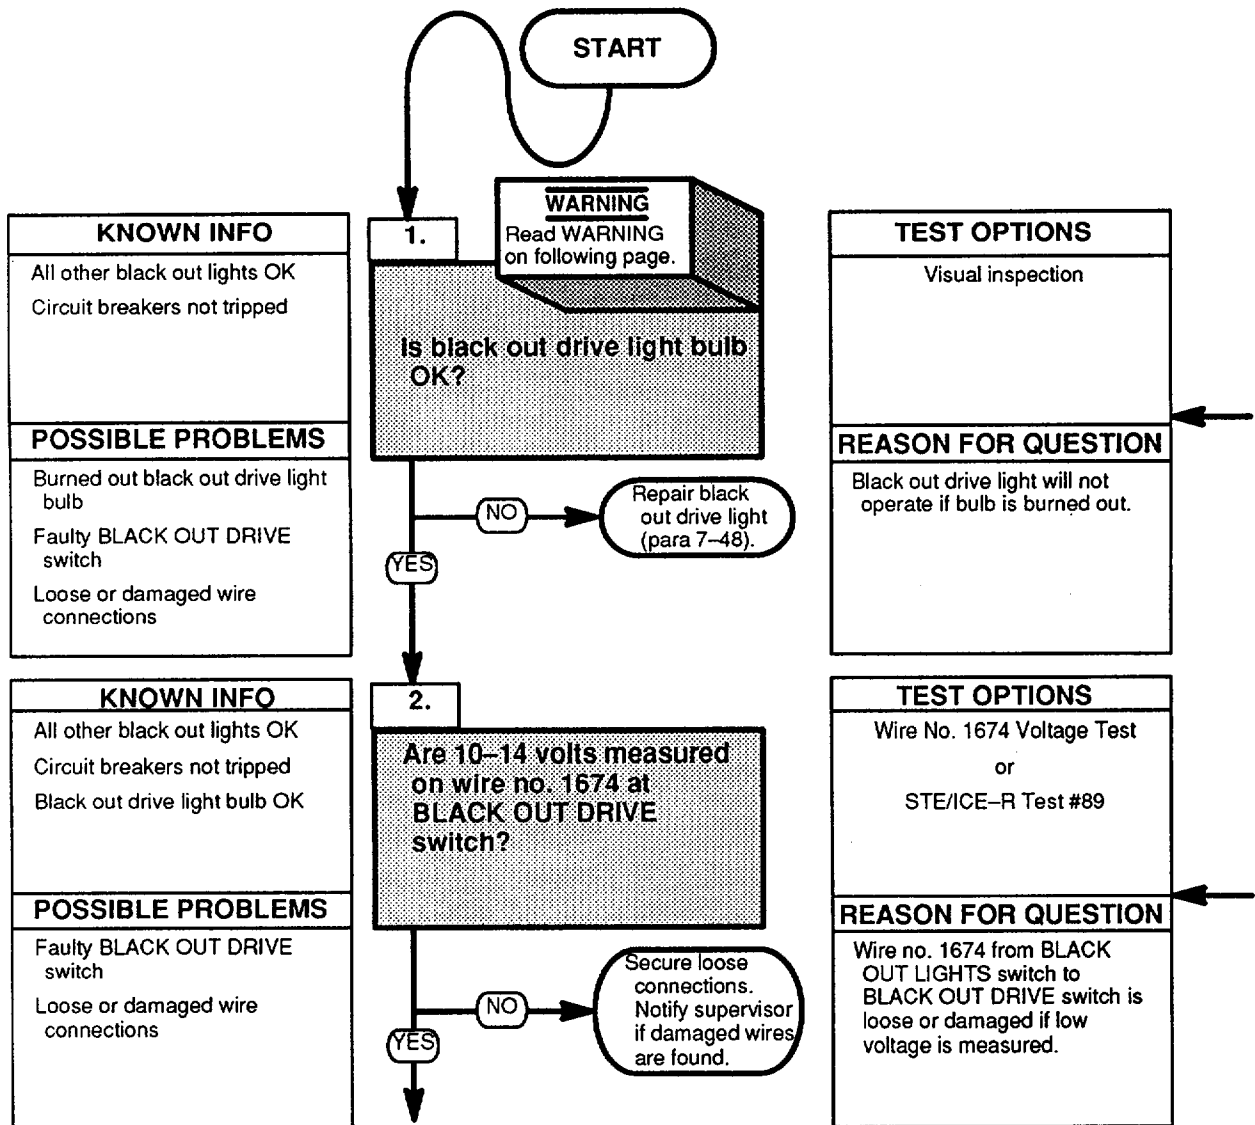 START
KNOWN INFO
All other black out lights OK
Circuit breakers not tripped
POSSIBLE PROBLEMS
Burned out black out drive light
bulb
Faulty BLACK OUT DRIVE
switch
Loose or damaged wire
connections
1.
WARNING
Read WARNING
on following page.
Is black out drive light bulb
OK?
NO
Repair black
out drive light
(para 7–48).
YES
TEST OPTIONS
Visual inspection
REASON FOR QUESTION
Black out drive light will not
operate if bulb is burned out.
KNOWN INFO
All other black out lights OK
Circuit breakers not tripped
Black out drive light bulb OK
POSSIBLE PROBLEMS
Faulty BLACK OUT DRIVE
switch
Loose or damaged wire
connections
2.
Are 10–14 volts measured
on wire no. 1674 at
BLACK OUT DRIVE
switch?
NO
Secure loose
connections.
Notify supervisor
if damaged wires
are found.
YES
TEST OPTIONS
Wire No. 1674 Voltage Test
or
STE/ICE–R Test #89
REASON FOR QUESTION
Wire no. 1674 from BLACK
OUT LIGHTS switch to
BLACK OUT DRIVE switch is
loose or damaged if low
voltage is measured.